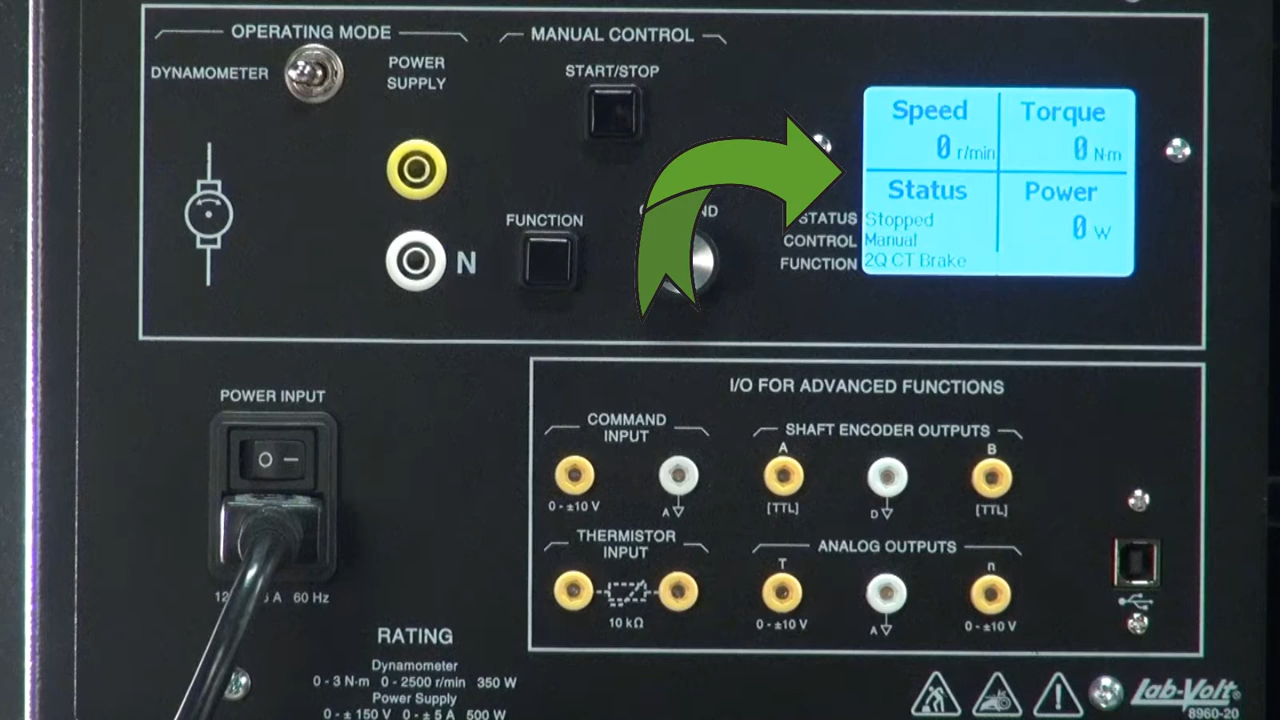 OPERATING MODE
DYNAMOMETER
POWER
SUPPLY
N
MANUAL CONTROL
START/STOP
FUNCTION
STATUS
CONTROL
FUNCTION
Speed
0 r/min
Torque
0 N·m
Status
Stopped
Manual
2Q CT Brake
Power
0 W
POWER INPUT
O —
60 Hz
RATING
Dynamometer
0 - 3 N·m 0 - 2500 r/min 350 W
Power Supply
0 - ± 150 V 0 - ± 5 A 500 W
I/O FOR ADVANCED FUNCTIONS
COMMAND
INPUT
0 - ±10 V
A
SHAFT ENCODER OUTPUTS
A
B
[TTL]
D
[TTL]
THERMISTOR
INPUT
10 kΩ
ANALOG OUTPUTS
T
n
0 - ±10 V
A
0 - ±10 V
Lab-Volt®
8960-20